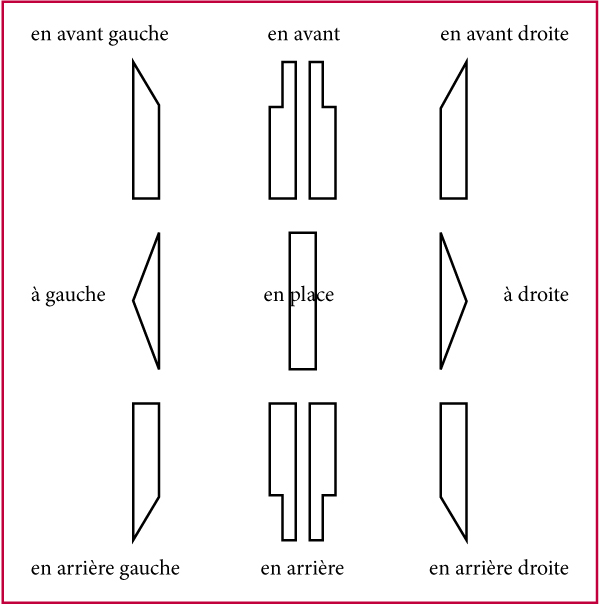 en avant gauche
en avant
en avant droite
à gauche
en place
à droite
en arrière gauche
en arrière
en arrière droite